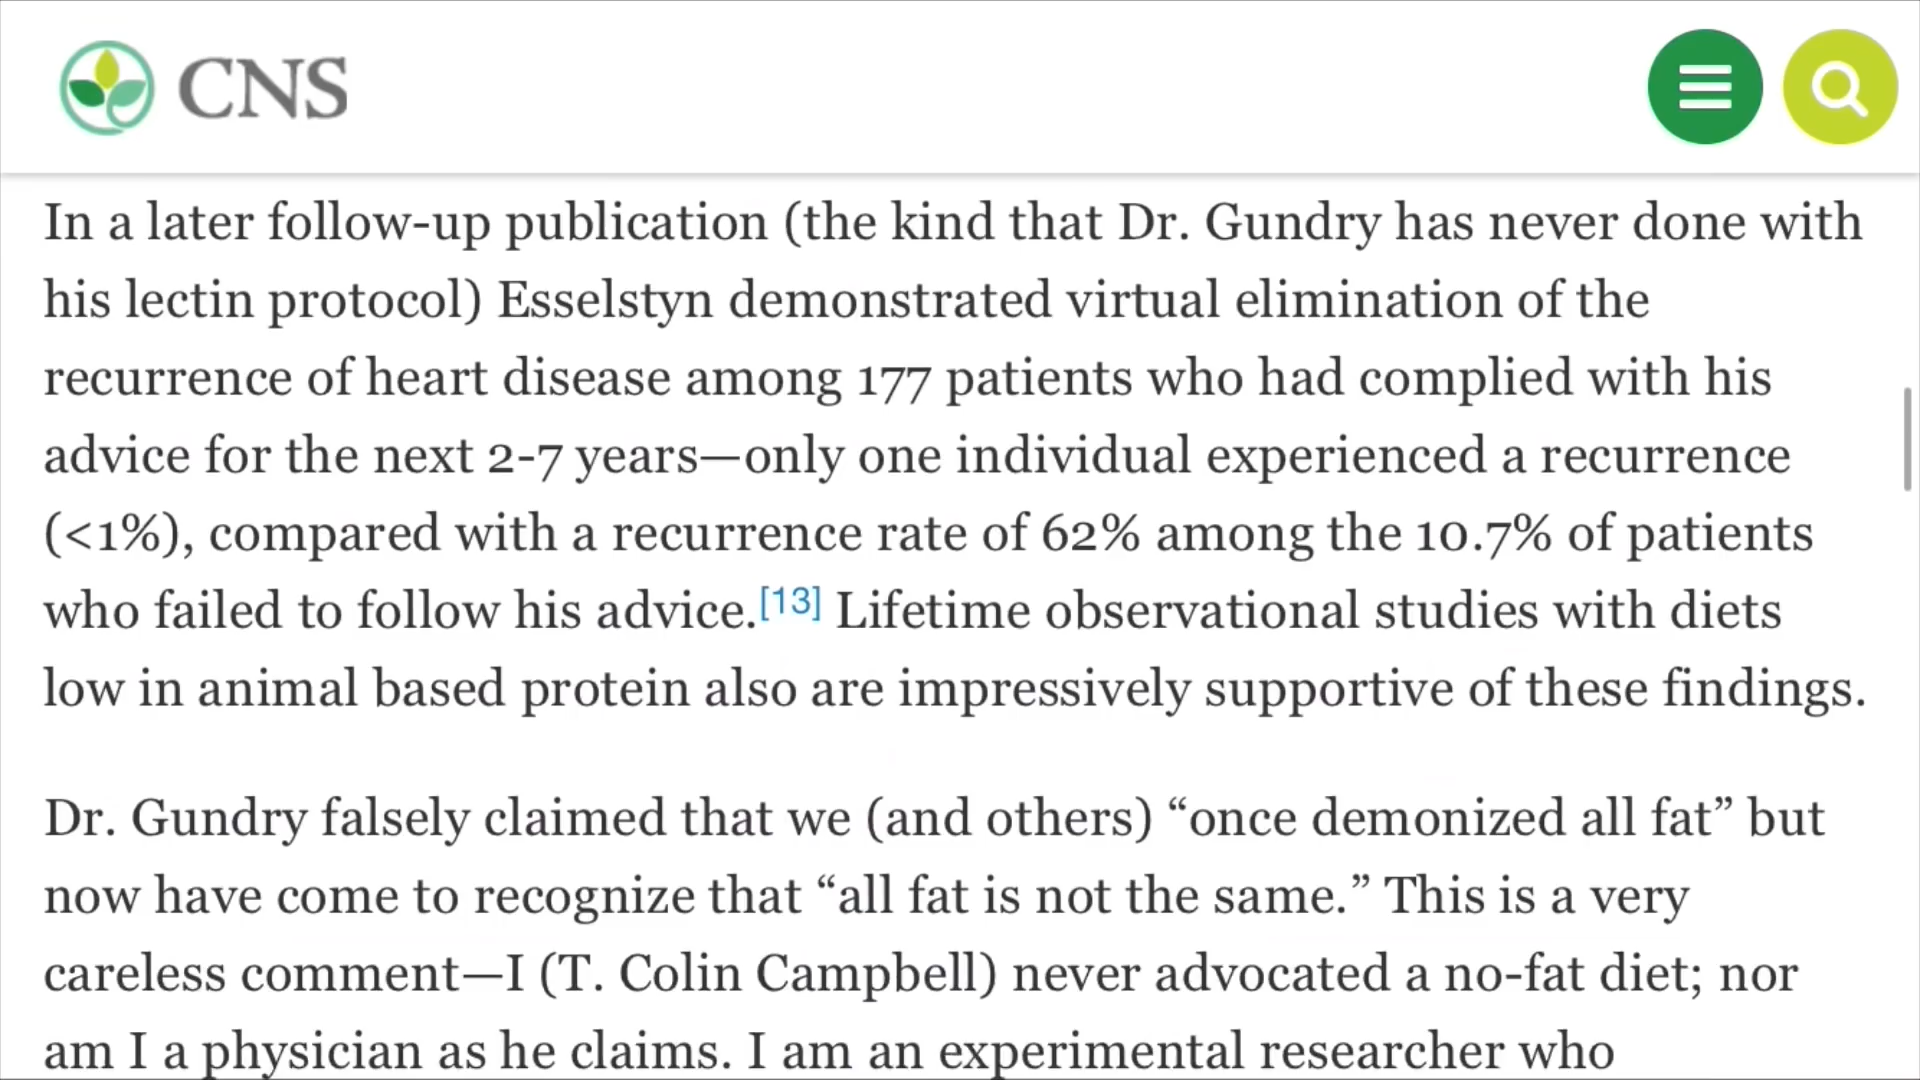 CNS
In a later follow-up publication (the kind that Dr. Gundry has never done with
his lectin protocol) Esselstyn demonstrated virtual elimination of the
recurrence of heart disease among 177 patients who had complied with his
advice for the next 2-7 years—only one individual experienced a recurrence
(<1%), compared with a recurrence rate of 62% among the 10.7% of patients
who failed to follow his advice.[13] Lifetime observational studies with diets
low in animal based protein also are impressively supportive of these findings.
Dr. Gundry falsely claimed that we (and others) “once demonized all fat” but
now have come to recognize that “all fat is not the same.” This is a very
careless comment—I (T. Colin Campbell) never advocated a no-fat diet; nor
am I a physician as he claims. I am an experimental researcher who